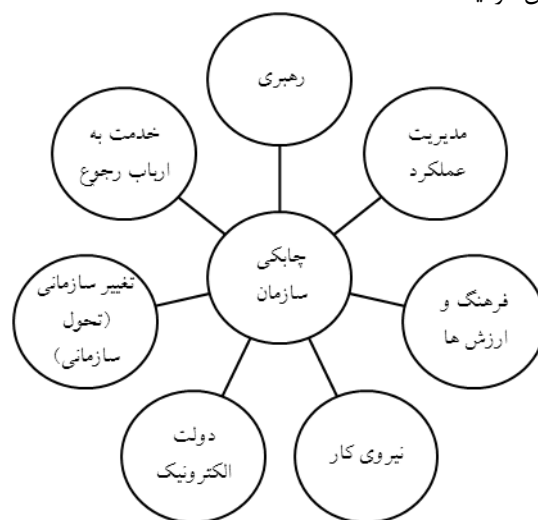 رهبری
مدیریت
عملکرد
فرهنگ و
ارزش ها
نیروی کار
دولت
الکترونیک
تغییر سازمانی
(تحول
سازمانی)
خدمت به
ارباب رجوع
چابکی
سازمان